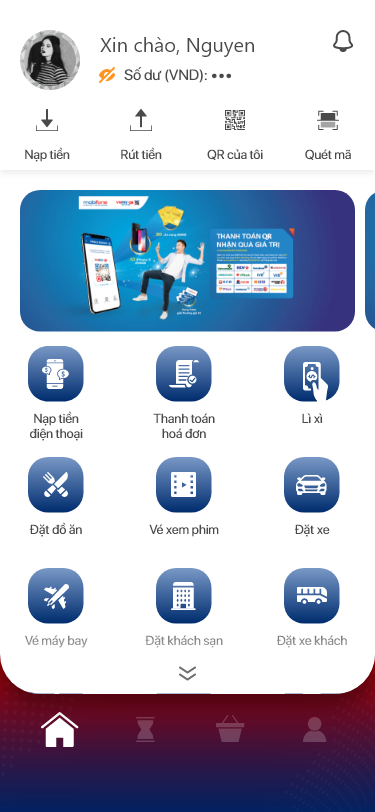 Xin chào, Nguyen
Số dư (VND): •••
Nạp tiền
Rút tiền
QR của tôi
Quét mã
mobifone
THANH TOÁN QR
NHẬN QUÀ GIÁ TRỊ
Nạp tiền
điện thoại
Thanh toán
hoá đơn
Lì xì
Đặt đồ ăn
Vé xem phim
Đặt xe
Vé máy bay
Đặt khách sạn
Đặt xe khách